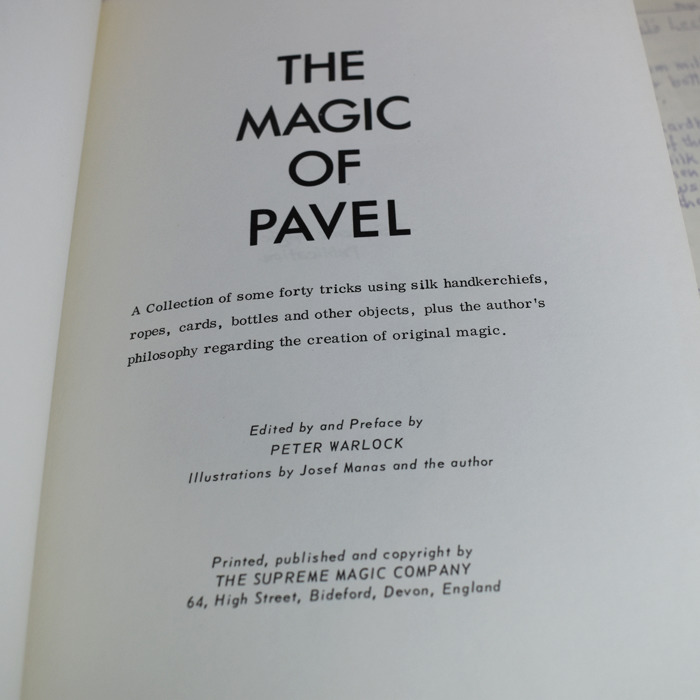 THE
MAGIC
OF
PAVEL
A Collection of some forty tricks using silk handkerchiefs,
ropes, cards, bottles and other objects, plus the author's
philosophy regarding the creation of original magic.
Edited by and Preface by
PETER WARLOCK
Illustrations by Josef Manas and the author
Printed, published and copyright by
THE SUPREME MAGIC COMPANY
64, High Street, Bideford, Devon, England